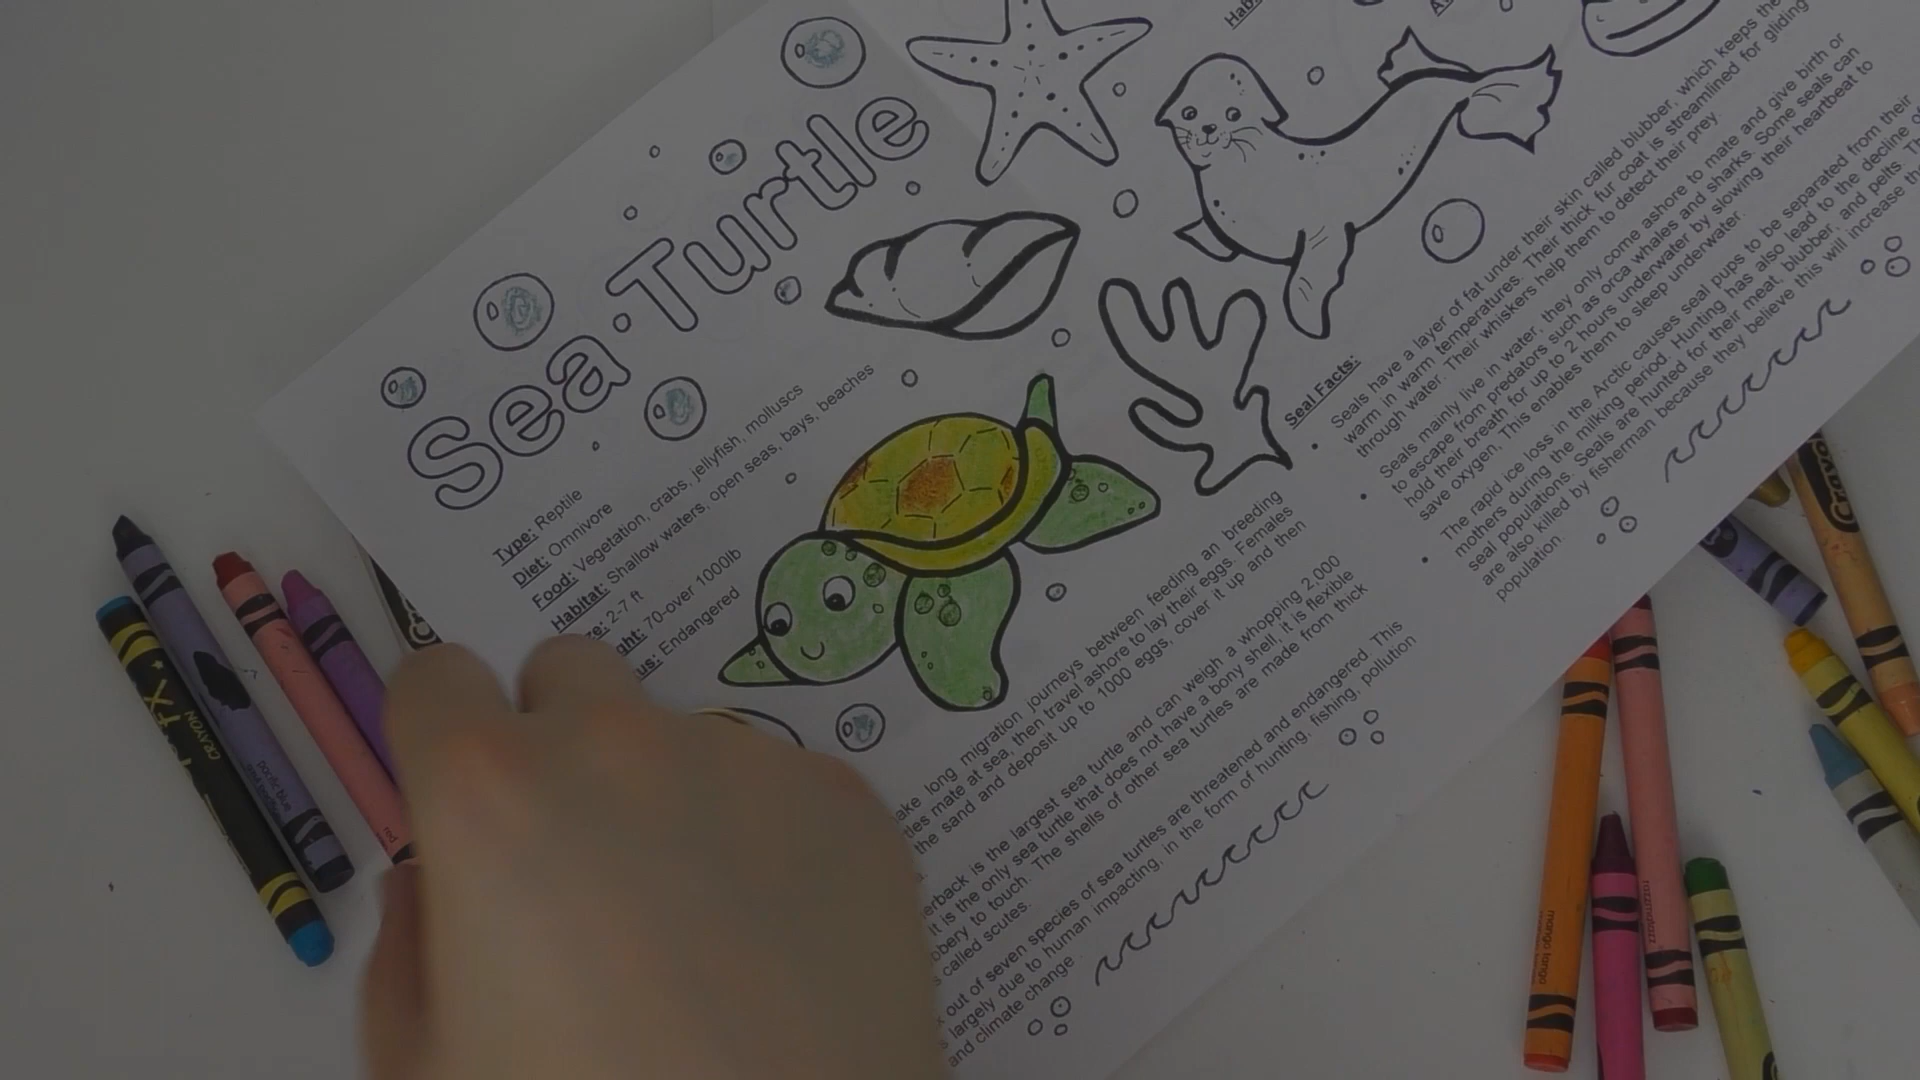 Sea Turtle
Type: Reptile
Diet: Omnivore
Food: Vegetation, crabs, jellyfish, molluscs
Habitat: Shallow waters, open seas, bays, beaches
2-7 ft
70-over 1000lb
Endangered
long migration journeys between feeding an breeding
mate at sea, then travel ashore to lay their eggs. Females
the sand and deposit up to 1000 eggs, cover it up and then
is the largest sea turtle and can weigh a whopping 2,000
It is the only sea turtle that does not have a bony shell, it is flexible
to touch. The shells of other sea turtles are made from thick
called scutes.
out of seven species of sea turtles are threatened and endangered. This
largely due to human impacting, in the form of hunting, fishing, pollution
and climate change
Seal Facts:
Seals have a layer of fat under their skin called blubber, which keeps
warm in warm temperatures. Their thick fur coat is streamlined for gliding
through water. Their whiskers help them to detect their prey.
Seals mainly live in water, they only come ashore to mate and give birth or
to escape from predators such as orca whales and sharks. Some seals can
hold their breath for up to 2 hours underwater by slowing their heartbeat to
save oxygen, This enables them to sleep underwater.
The rapid ice loss in the Arctic causes seal pups to be separated from their
mothers during the milking period. Hunting has also lead to the decline
seal populations. Seals are hunted for their meat, blubber, and pelts.
are also killed by fisherman because they believe this will increase
population.
CRAYON
pacific blue
red
mango tango
razzmatazz